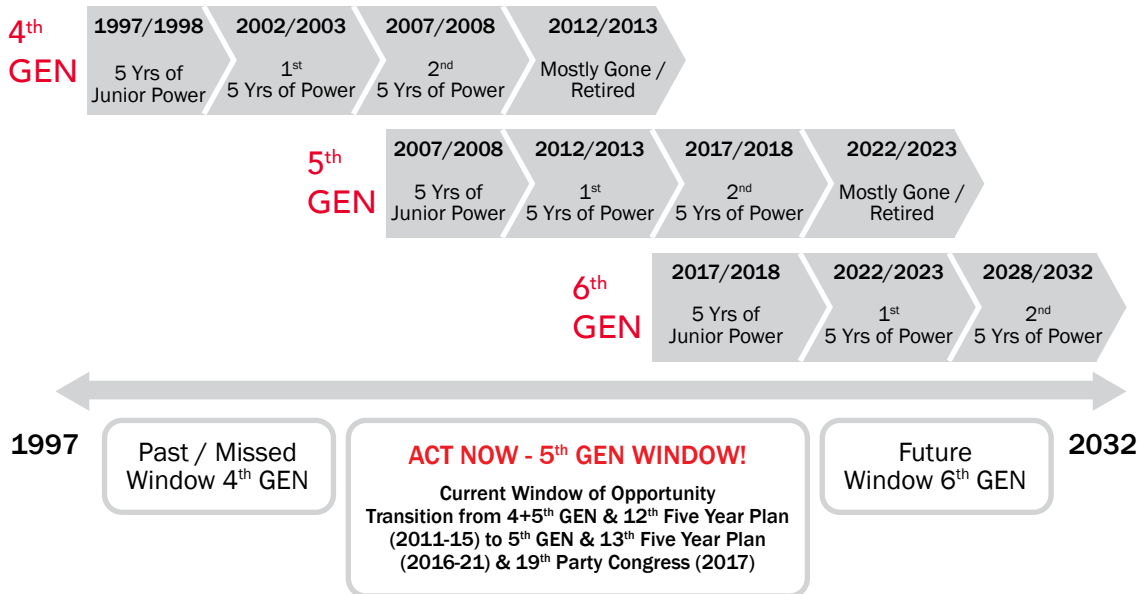 4th
GEN
1997/1998
5 Yrs of
Junior Power
2002/2003
1st
5 Yrs of Power
2007/2008
2nd
5 Yrs of Power
2012/2013
Mostly Gone /
Retired
5th
GEN
2007/2008
5 Yrs of
Junior Power
2012/2013
1st
5 Yrs of Power
2017/2018
2nd
5 Yrs of Power
2022/2023
Mostly Gone /
Retired
6th
GEN
2017/2018
5 Yrs of
Junior Power
2022/2023
1st
5 Yrs of Power
2028/2032
2nd
5 Yrs of Power
1997
Past / Missed
Window 4th GEN
ACT NOW - 5th GEN WINDOW!
Current Window of Opportunity
Transition from 4+5th GEN & 12th Five Year Plan
(2011-15) to 5th GEN & 13th Five Year Plan
(2016-21) & 19th Party Congress (2017)
Future
Window 6th GEN
2032